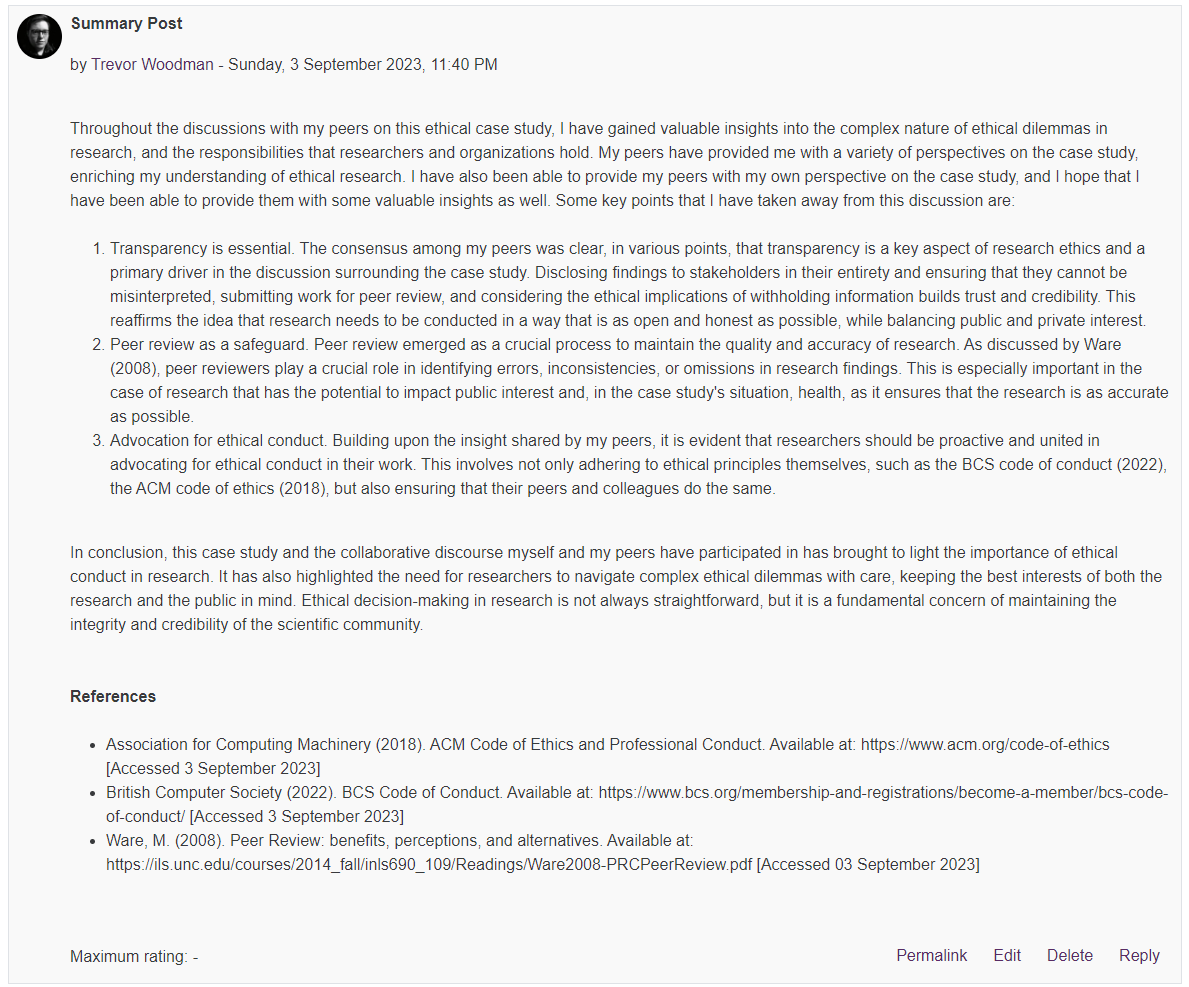 Summary Post
by Trevor Woodman - Sunday, 3 September 2023, 11:40 PM
Throughout the discussions with my peers on this ethical case study, I have gained valuable insights into the complex nature of ethical dilemmas in
research, and the responsibilities that researchers and organizations hold. My peers have provided me with a variety of perspectives on the case study,
enriching my understanding of ethical research. I have also been able to provide my peers with my own perspective on the case study, and I hope that I
have been able to provide them with some valuable insights as well. Some key points that I have taken away from this discussion are:
1. Transparency is essential. The consensus among my peers was clear, in various points, that transparency is a key aspect of research ethics and a
primary driver in the discussion surrounding the case study. Disclosing findings to stakeholders in their entirety and ensuring that they cannot be
misinterpreted, submitting work for peer review, and considering the ethical implications of withholding information builds trust and credibility. This
reaffirms the idea that research needs to be conducted in a way that is as open and honest as possible, while balancing public and private interest.
2. Peer review as a safeguard. Peer review emerged as a crucial process to maintain the quality and accuracy of research. As discussed by Ware
(2008), peer reviewers play a crucial role in identifying errors, inconsistencies, or omissions in research findings. This is especially important in the
case of research that has the potential to impact public interest and, in the case study's situation, health, as it ensures that the research is as accurate
as possible.
3. Advocation for ethical conduct. Building upon the insight shared by my peers, it is evident that researchers should be proactive and united in
advocating for ethical conduct in their work. This involves not only adhering to ethical principles themselves, such as the BCS code of conduct (2022),
the ACM code of ethics (2018), but also ensuring that their peers and colleagues do the same.
In conclusion, this case study and the collaborative discourse myself and my peers have participated in has brought to light the importance of ethical
conduct in research. It has also highlighted the need for researchers to navigate complex ethical dilemmas with care, keeping the best interests of both the
research and the public in mind. Ethical decision-making in research is not always straightforward, but it is a fundamental concern of maintaining the
integrity and credibility of the scientific community.
References
• Association for Computing Machinery (2018). ACM Code of Ethics and Professional Conduct. Available at: https://www.acm.org/code-of-ethics
[Accessed 3 September 2023]
• British Computer Society (2022). BCS Code of Conduct. Available at: https://www.bcs.org/membership-and-registrations/become-a-member/bcs-code-
of-conduct/ [Accessed 3 September 2023]
• Ware, M. (2008). Peer Review: benefits, perceptions, and alternatives. Available at:
https://ils.unc.edu/courses/2014_fall/inls690_109/Readings/Ware2008-PRCPeerReview.pdf [Accessed 03 September 2023]
Maximum rating: -
Permalink Edit Delete Reply